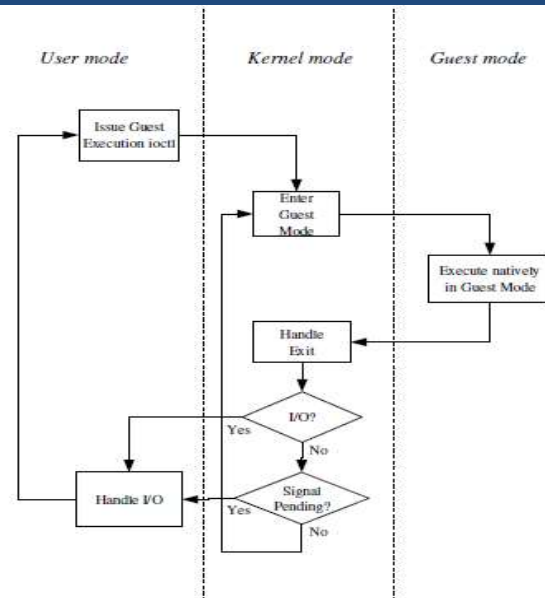 User mode
Kernel mode
Guest mode
Issue Guest
Execution ioctl
Enter
Guest
Mode
Execute natively
in Guest Mode
Handle
Exit
I/O?
Yes
No
Handle I/O
Signal
Pending?
Yes
No